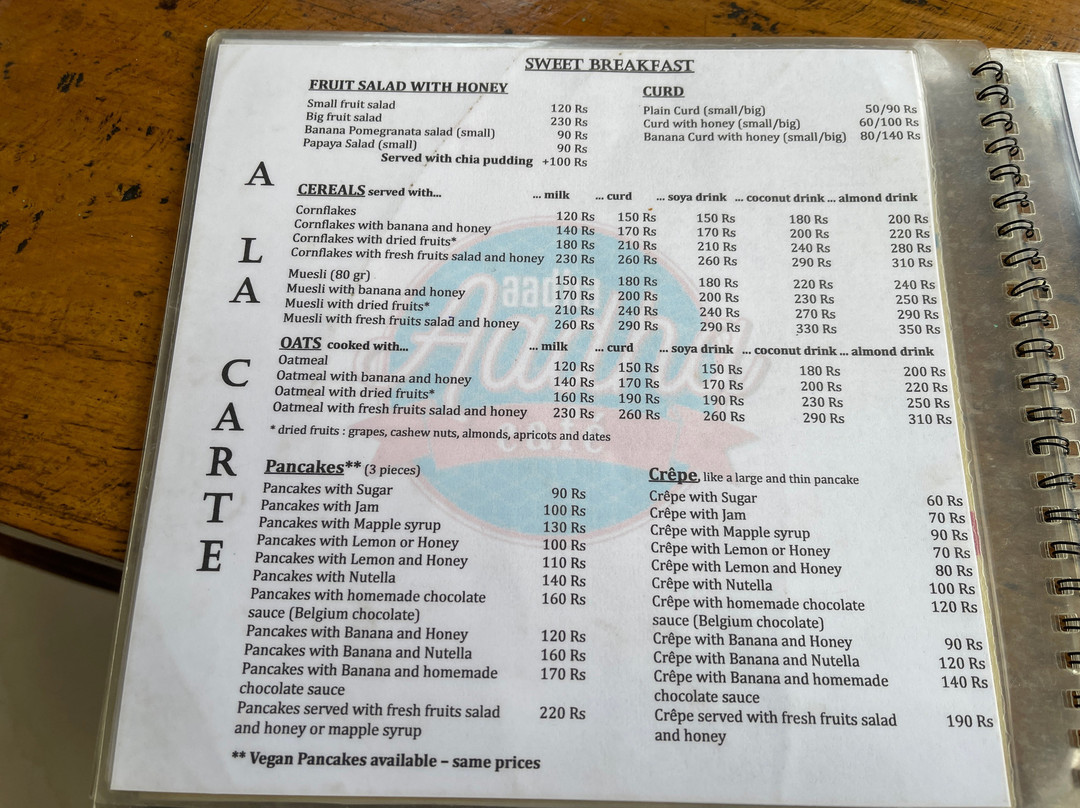 SWEET BREAKFAST
FRUIT SALAD WITH HONEY
Small fruit salad 120 Rs
Big fruit salad 230 Rs
Banana Pomegranata salad (small) 90 Rs
Papaya Salad (small) 90 Rs
Served with chia pudding +100 Rs
CURD
Plain Curd (small/big) 50/90 Rs
Curd with honey (small/big) 60/100 Rs
Banana Curd with honey (small/big) 80/140 Rs
A LA CARTE
CEREALS served with... ... milk ... curd ... soya drink ... coconut drink ... almond drink
Cornflakes 120 Rs 150 Rs 150 Rs 180 Rs 200 Rs
Cornflakes with banana and honey 140 Rs 170 Rs 170 Rs 200 Rs 220 Rs
Cornflakes with dried fruits* 180 Rs 210 Rs 210 Rs 240 Rs 280 Rs
Cornflakes with fresh fruits salad and honey 230 Rs 260 Rs 260 Rs 290 Rs 310 Rs
Muesli (80 gr) 150 Rs 180 Rs 180 Rs 220 Rs 240 Rs
Muesli with banana and honey 170 Rs 200 Rs 200 Rs 230 Rs 250 Rs
Muesli with dried fruits* 210 Rs 240 Rs 240 Rs 270 Rs 290 Rs
Muesli with fresh fruits salad and honey 260 Rs 290 Rs 290 Rs 330 Rs 350 Rs
OATS cooked with... ... milk ... curd ... soya drink ... coconut drink ... almond drink
Oatmeal 120 Rs 150 Rs 150 Rs 180 Rs 200 Rs
Oatmeal with banana and honey 140 Rs 170 Rs 170 Rs 200 Rs 220 Rs
Oatmeal with dried fruits* 160 Rs 190 Rs 190 Rs 230 Rs 250 Rs
Oatmeal with fresh fruits salad and honey 230 Rs 260 Rs 260 Rs 290 Rs 310 Rs
* dried fruits : grapes, cashew nuts, almonds, apricots and dates
café
Pancakes** (3 pieces)
Pancakes with Sugar 90 Rs
Pancakes with Jam 100 Rs
Pancakes with Mapple syrup 130 Rs
Pancakes with Lemon or Honey 100 Rs
Pancakes with Lemon and Honey 110 Rs
Pancakes with Nutella 140 Rs
Pancakes with homemade chocolate 160 Rs
sauce (Belgium chocolate)
Pancakes with Banana and Honey 120 Rs
Pancakes with Banana and Nutella 160 Rs
Pancakes with Banana and homemade 170 Rs
chocolate sauce
Pancakes served with fresh fruits salad 220 Rs
and honey or mapple syrup
** Vegan Pancakes available – same prices
Crêpe, like a large and thin pancake
Crêpe with Sugar 60 Rs
Crêpe with Jam 70 Rs
Crêpe with Mapple syrup 90 Rs
Crêpe with Lemon or Honey 70 Rs
Crêpe with Lemon and Honey 80 Rs
Crêpe with Nutella 100 Rs
Crêpe with homemade chocolate 120 Rs
sauce (Belgium chocolate)
Crêpe with Banana and Honey 90 Rs
Crêpe with Banana and Nutella 120 Rs
Crêpe with Banana and homemade 140 Rs
chocolate sauce
Crêpe served with fresh fruits salad 190 Rs
and honey